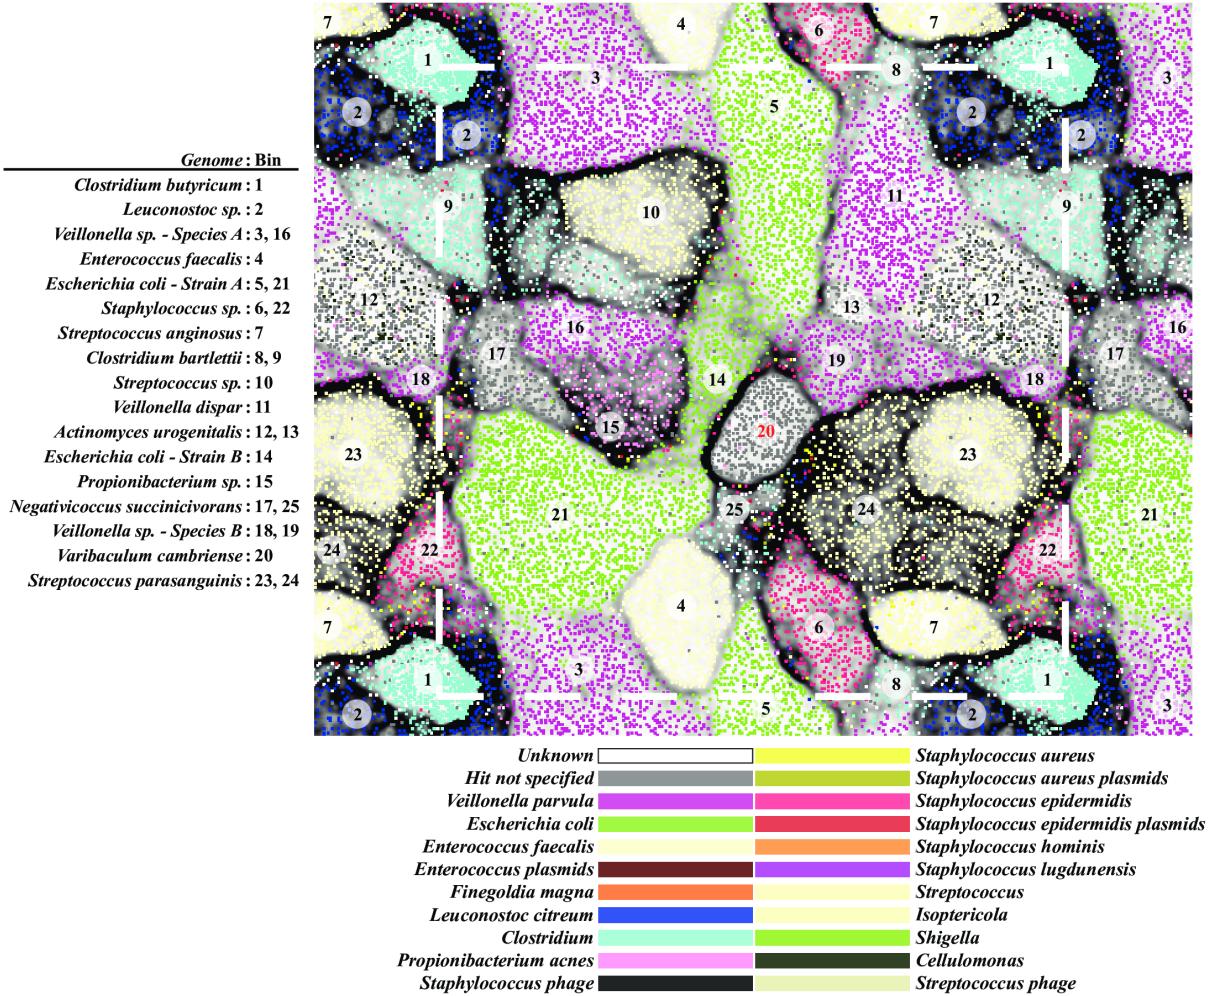 Genome : Bin
Clostridium butyricum : 1
Leuconostoc sp. : 2
Veillonella sp. - Species A : 3, 16
Enterococcus faecalis : 4
Escherichia coli - Strain A : 5, 21
Staphylococcus sp. : 6, 22
Streptococcus anginosus : 7
Clostridium bartlettii : 8, 9
Streptococcus sp. : 10
Veillonella dispar : 11
Actinomyces urogenitalis : 12, 13
Escherichia coli - Strain B : 14
Propionibacterium sp. : 15
Negativicoccus succinicivorans : 17, 25
Veillonella sp. - Species B : 18, 19
Varibaculum cambriense : 20
Streptococcus parasanguinis : 23, 24
7 4 6 7
1 3 8 1 3
5
2 2 2 2
9 10 11 9
12 13 12
16 16
17 19 17
18 14 18
15 20
23 23
21 25 24 21
24 22 22
4
7 6 7
3
1 8 1
2 5 2 3
Unknown
Hit not specified
Veillonella parvula
Escherichia coli
Enterococcus faecalis
Enterococcus plasmids
Finegoldia magna
Leuconostoc citreum
Clostridium
Propionibacterium acnes
Staphylococcus phage
Staphylococcus aureus
Staphylococcus aureus plasmids
Staphylococcus epidermidis
Staphylococcus epidermidis plasmids
Staphylococcus hominis
Staphylococcus lugdunensis
Streptococcus
Isoptericola
Shigella
Cellulomonas
Streptococcus phage